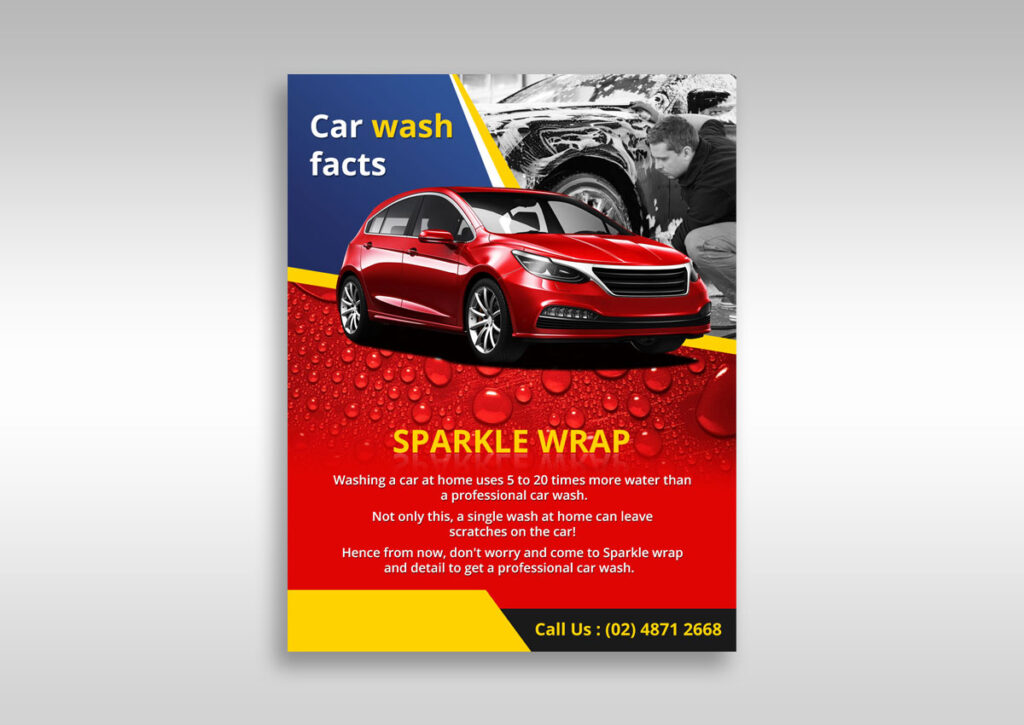 Car wash
facts
SPARKLE WRAP
Washing a car at home uses 5 to 20 times more water than
a professional car wash.
Not only this, a single wash at home can leave
scratches on the car!
Hence from now, don't worry and come to Sparkle wrap
and detail to get a professional car wash.
Call Us : (02) 4871 2668